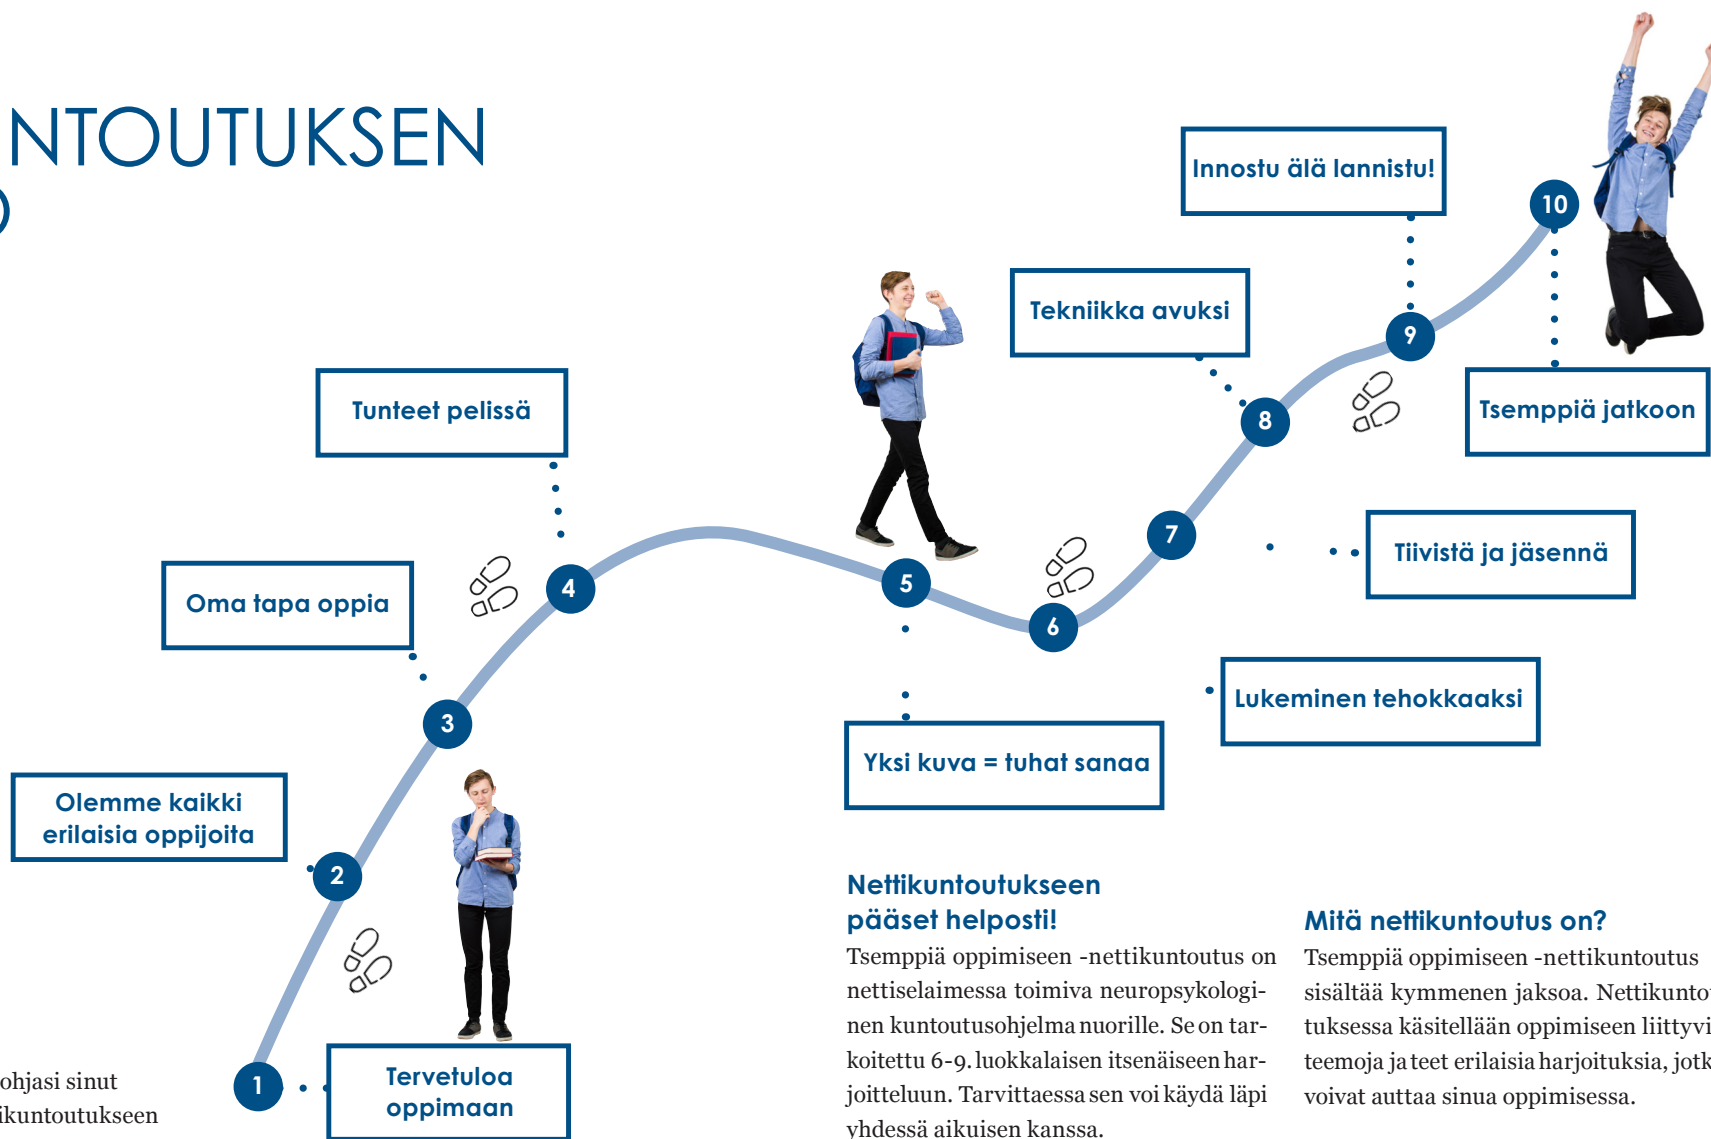 NTOUTUKSEN
Innostu älä lannistu!
10
Tekniikka avuksi
9
Tsemppiä jatkoon
Tunteet pelissä
8
Tiivistä ja jäsennä
7
Oma tapa oppia
4
5
6
Lukeminen tehokkaaksi
3
Yksi kuva = tuhat sanaa
Olemme kaikki
erilaisia oppijoita
2
1
Tervetuloa
oppimaan
ohjasi sinut
ikuntoutukseen
Nettikuntoutukseen
pääset helposti!
Tsemppiä oppimiseen -nettikuntoutus on
nettiselaimessa toimiva neuropsykologi-
nen kuntoutusohjelma nuorille. Se on tar-
koitettu 6-9. luokkalaisen itsenäiseen har-
joitteluun. Tarvittaessa sen voi käydä läpi
yhdessä aikuisen kanssa.
Mitä nettikuntoutus on?
Tsemppiä oppimiseen -nettikuntoutus
sisältää kymmenen jaksoa. Nettikuntou
tuksessa käsitellään oppimiseen liittyvi
teemoja ja teet erilaisia harjoituksia, jotk
voivat auttaa sinua oppimisessa.